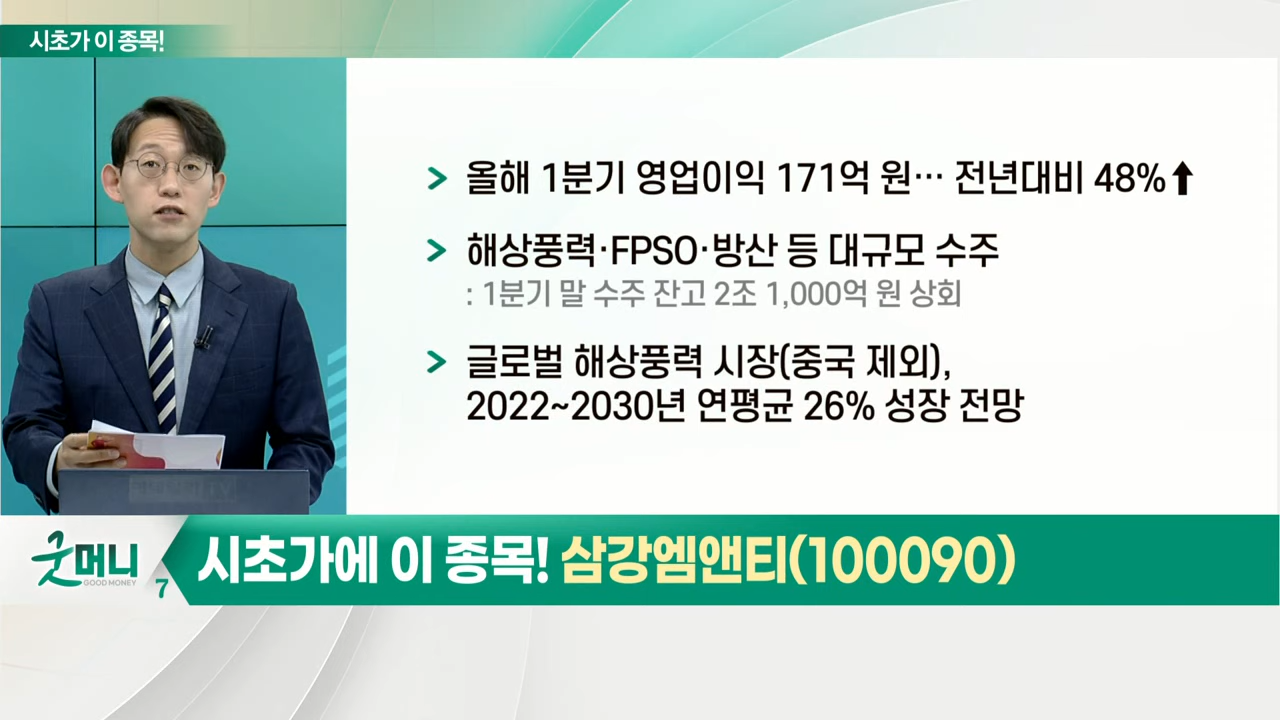 시초가 이 종목!
> 올해 1분기 영업이익 171억 원… 전년대비 48%↑
> 해상풍력·FPSO·방산 등 대규모 수주
: 1분기 말 수주 잔고 2조 1,000억 원 상회
> 글로벌 해상풍력 시장(중국 제외),
2022~2030년 연평균 26% 성장 전망
굿머니
GOOD MONEY
7
시초가에 이 종목! 삼강엠앤티(100090)